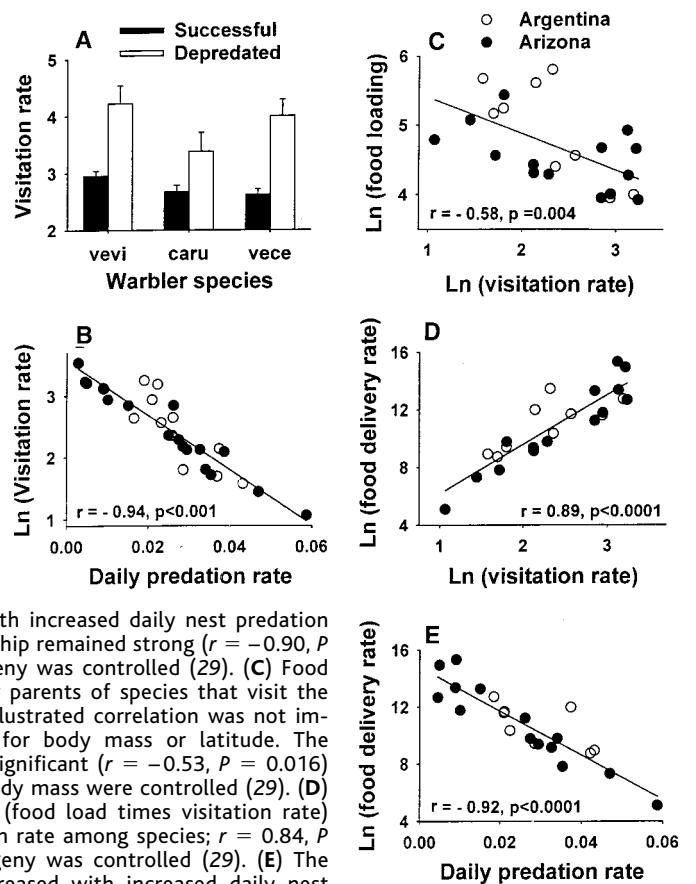 A
Successful
Depredated
Visitation rate
5
4
3
2
vevi caru vece
Warbler species
Argentina
Arizona
C
Ln (food loading)
6
5
4
r = - 0.58, p =0.004
1 2 3
Ln (visitation rate)
B
Ln (Visitation rate)
3
2
1
r = - 0.94, p<0.001
0.00 0.02 0.04 0.06
Daily predation rate
D
Ln (food delivery rate)
16
12
8
4
r = 0.89, p<0.0001
1 2 3
Ln (visitation rate)
with increased daily nest predation
ship remained strong (r = −0.90, P
geny was controlled (29). (C) Food
parents of species that visit the
llustrated correlation was not im-
for body mass or latitude. The
ignificant (r = −0.53, P = 0.016)
dy mass were controlled (29). (D)
(food load times visitation rate)
n rate among species; r = 0.84, P
geny was controlled (29). (E) The
reased with increased daily nest
E
Ln (food delivery rate)
16
12
8
4
r = - 0.92, p<0.0001
0.00 0.02 0.04 0.06
Daily predation rate